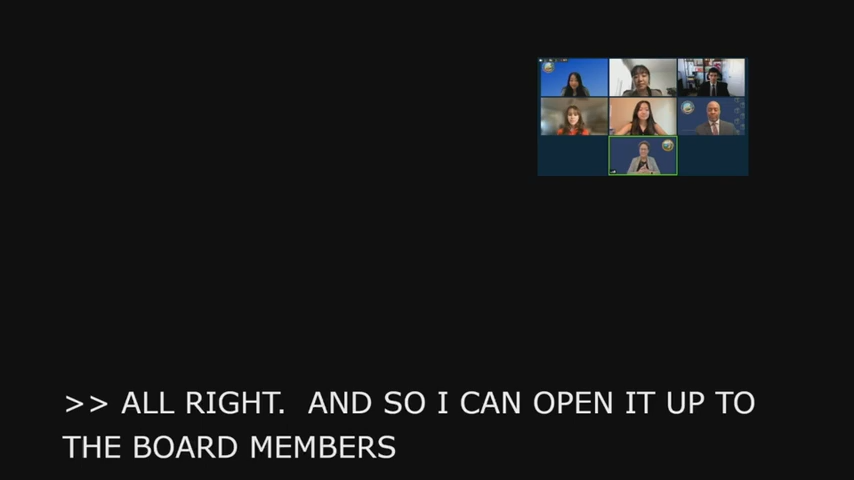 >> ALL RIGHT.  AND SO I CAN OPEN IT UP TO
THE BOARD MEMBERS